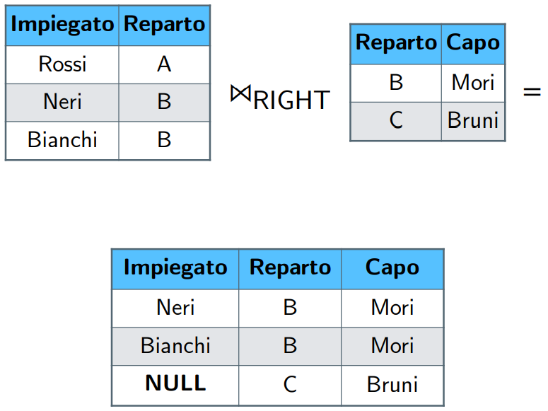 Impiegato Reparto
Rossi A
Neri B
Bianchi B
⋈RIGHT
Reparto Capo
B Mori
C Bruni
=
Impiegato Reparto Capo
Neri B Mori
Bianchi B Mori
NULL C Bruni